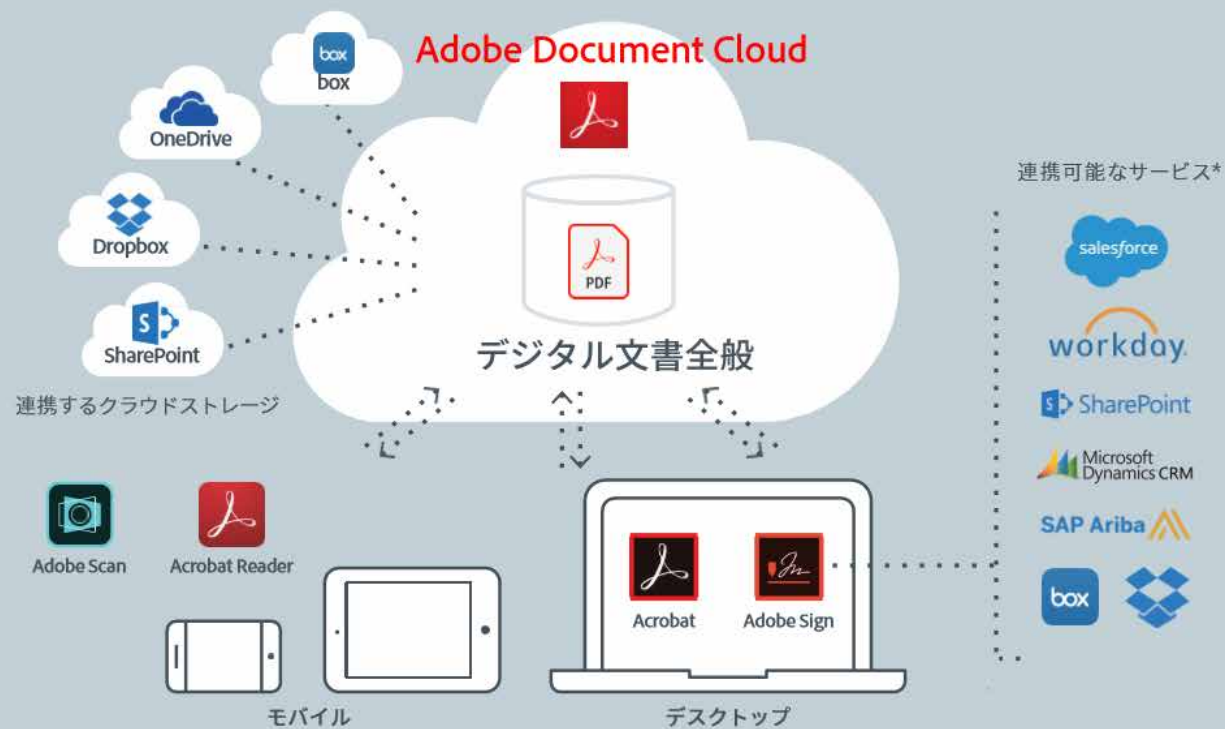 Adobe Document Cloud
box
box
OneDrive
Dropbox
S
SharePoint
連携するクラウドストレージ
PDF
デジタル文書全般
連携可能なサービス*
salesforce
workday.
S SharePoint
Microsoft
Dynamics CRM
SAP Ariba
box
Adobe Scan
Acrobat Reader
Acrobat
Adobe Sign
モバイル
デスクトップ